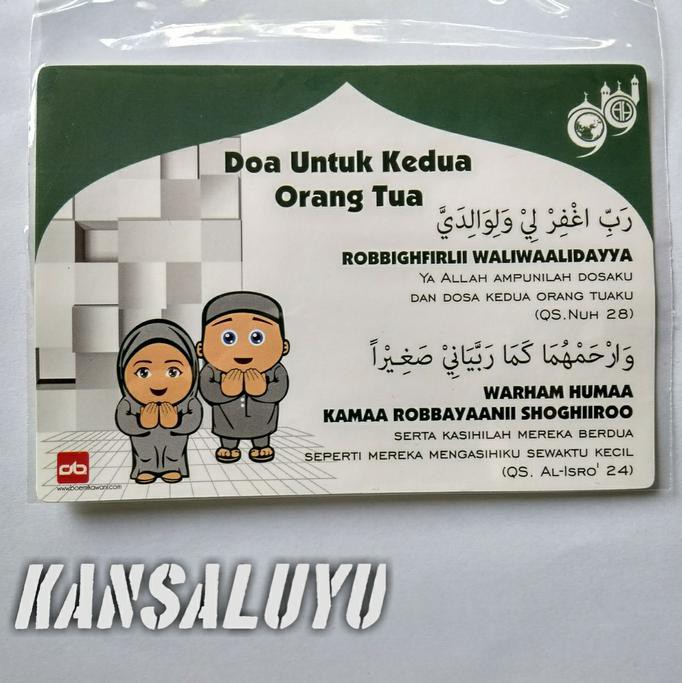 Doa Untuk Kedua
Orang Tua
رَبِّ اغْفِرْ لِيْ وَلِوَالِدَيَّ
ROBBIGHFIRLII WALIWAALIDAYYA
YA ALLAH AMPUNILAH DOSAKU
DAN DOSA KEDUA ORANG TUAKU
(QS.NUH 28)
وَارْحَمْهُمَا كَمَا رَبَّيَانِيْ صَغِيْراً
WARHAM HUMAA
KAMAA ROBBAYAANII SHOGHIIROO
SERTA KASIHILAH MEREKA BERDUA
SEPERTI MEREKA MENGASIHIKU SEWAKTU KECIL
(QS. AL-ISRO' 24)
KANSALUYU